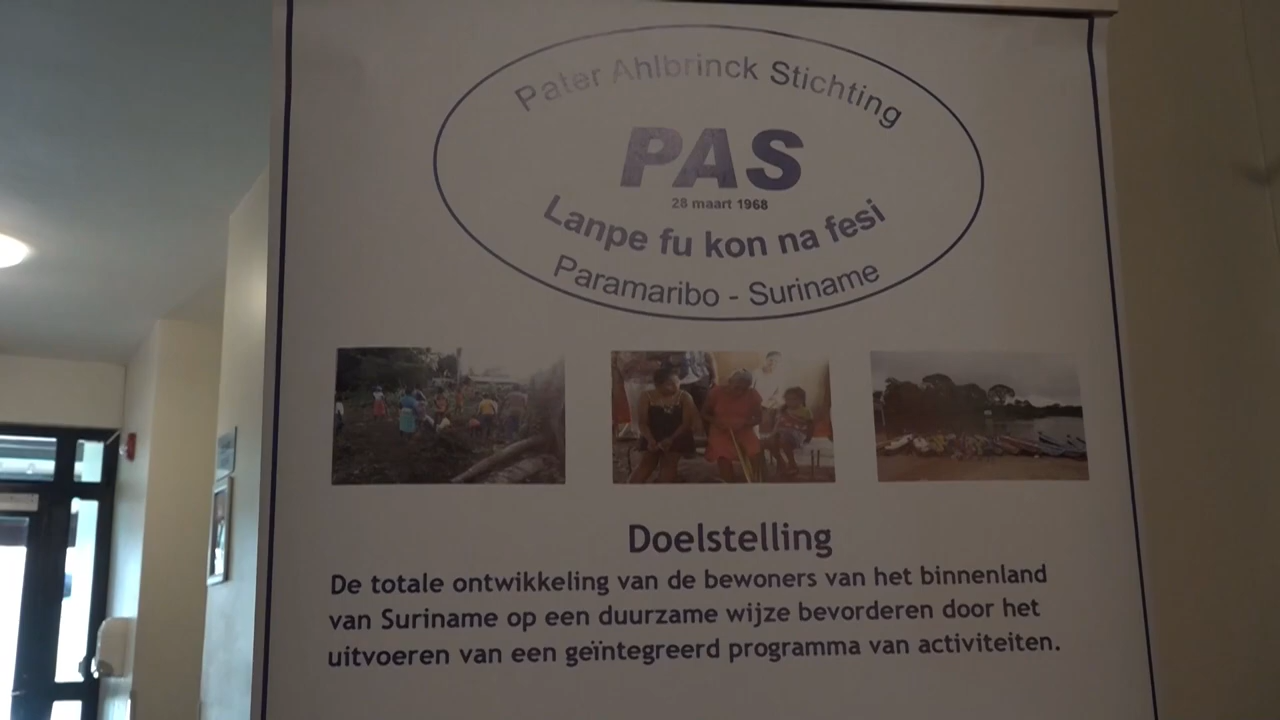 Pater Ahlbrinck Stichting
PAS
28 maart 1968
Lanpe fu kon na fesi
Paramaribo - Suriname
Doelstelling
De totale ontwikkeling van de bewoners van het binnenland
van Suriname op een duurzame wijze bevorderen door het
uitvoeren van een geïntegreerd programma van activiteiten.